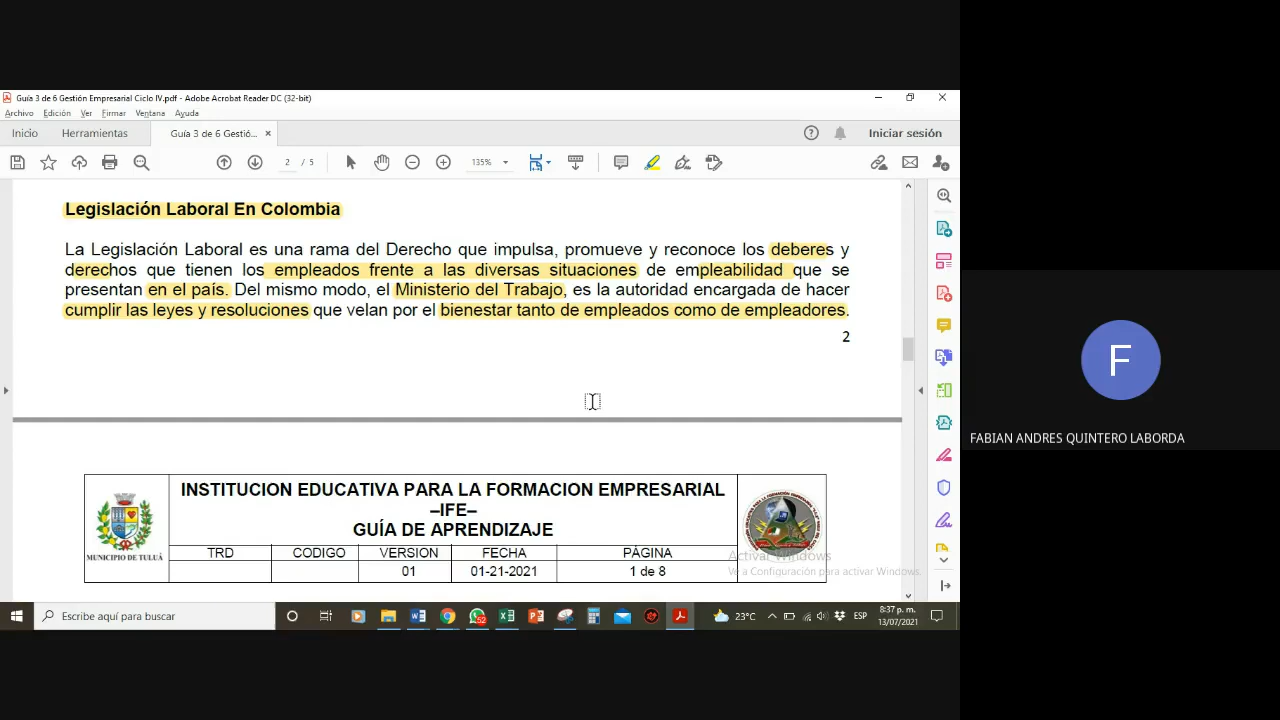 Guía 3 de 6 Gestión Empresarial Ciclo IV.pdf - Adobe Acrobat Reader DC (32-bit)
Archivo Edición Ver Firmar Ventana Ayuda
Inicio Herramientas Guía 3 de 6 Gestió... × Iniciar sesión
2 / 5 135%
Legislación Laboral En Colombia
La Legislación Laboral es una rama del Derecho que impulsa, promueve y reconoce los deberes y
derechos que tienen los empleados frente a las diversas situaciones de empleabilidad que se
presentan en el país. Del mismo modo, el Ministerio del Trabajo, es la autoridad encargada de hacer
cumplir las leyes y resoluciones que velan por el bienestar tanto de empleados como de empleadores.
2
F
FABIAN ANDRES QUINTERO LABORDA
INSTITUCION EDUCATIVA PARA LA FORMACION EMPRESARIAL
–IFE–
GUÍA DE APRENDIZAJE
MUNICIPIO DE TULUÁ
TRD CODIGO VERSION FECHA PÁGINA
01 01-21-2021 1 de 8
Activar Windows
Ve a Configuración para activar Windows.
Escribe aquí para buscar
52
23°C ESP 8:37 p. m.
13/07/2021